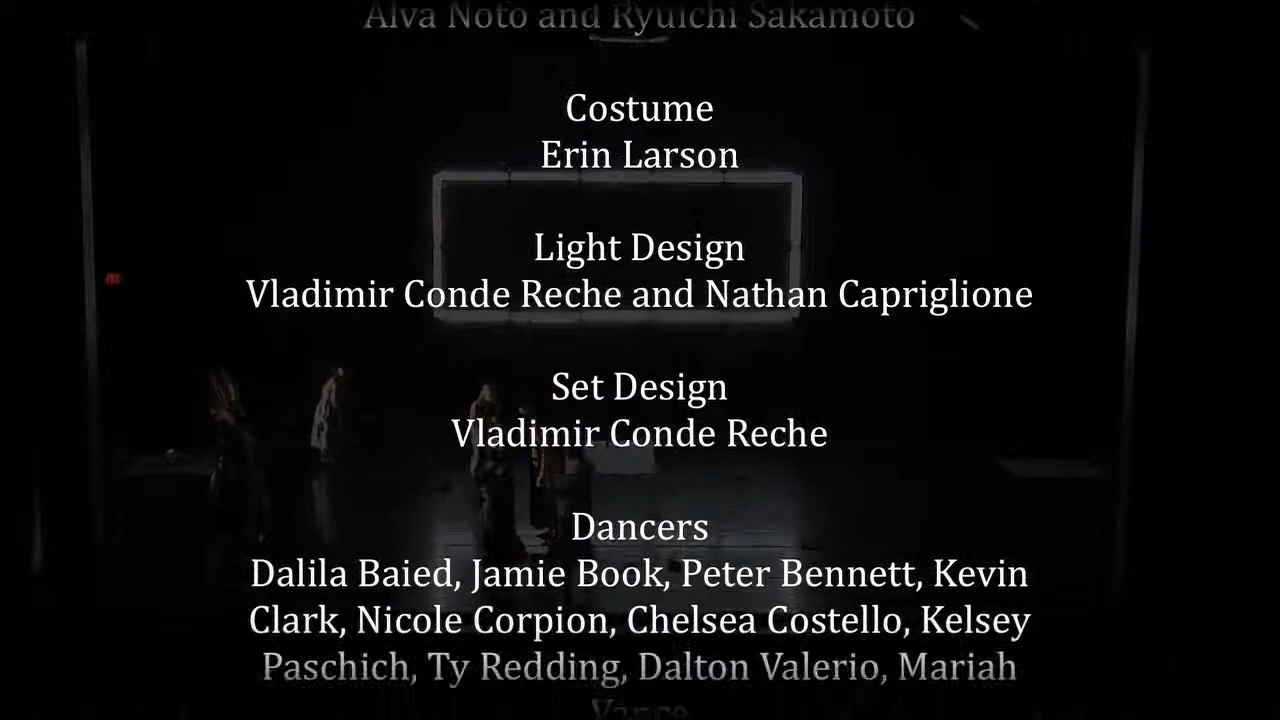 Alva Noto and Ryuichi Sakamoto
Costume
Erin Larson
Light Design
Vladimir Conde Reche and Nathan Capriglione
Set Design
Vladimir Conde Reche
Dancers
Dalila Baied, Jamie Book, Peter Bennett, Kevin
Clark, Nicole Corpion, Chelsea Costello, Kelsey
Paschich, Ty Redding, Dalton Valerio, Mariah